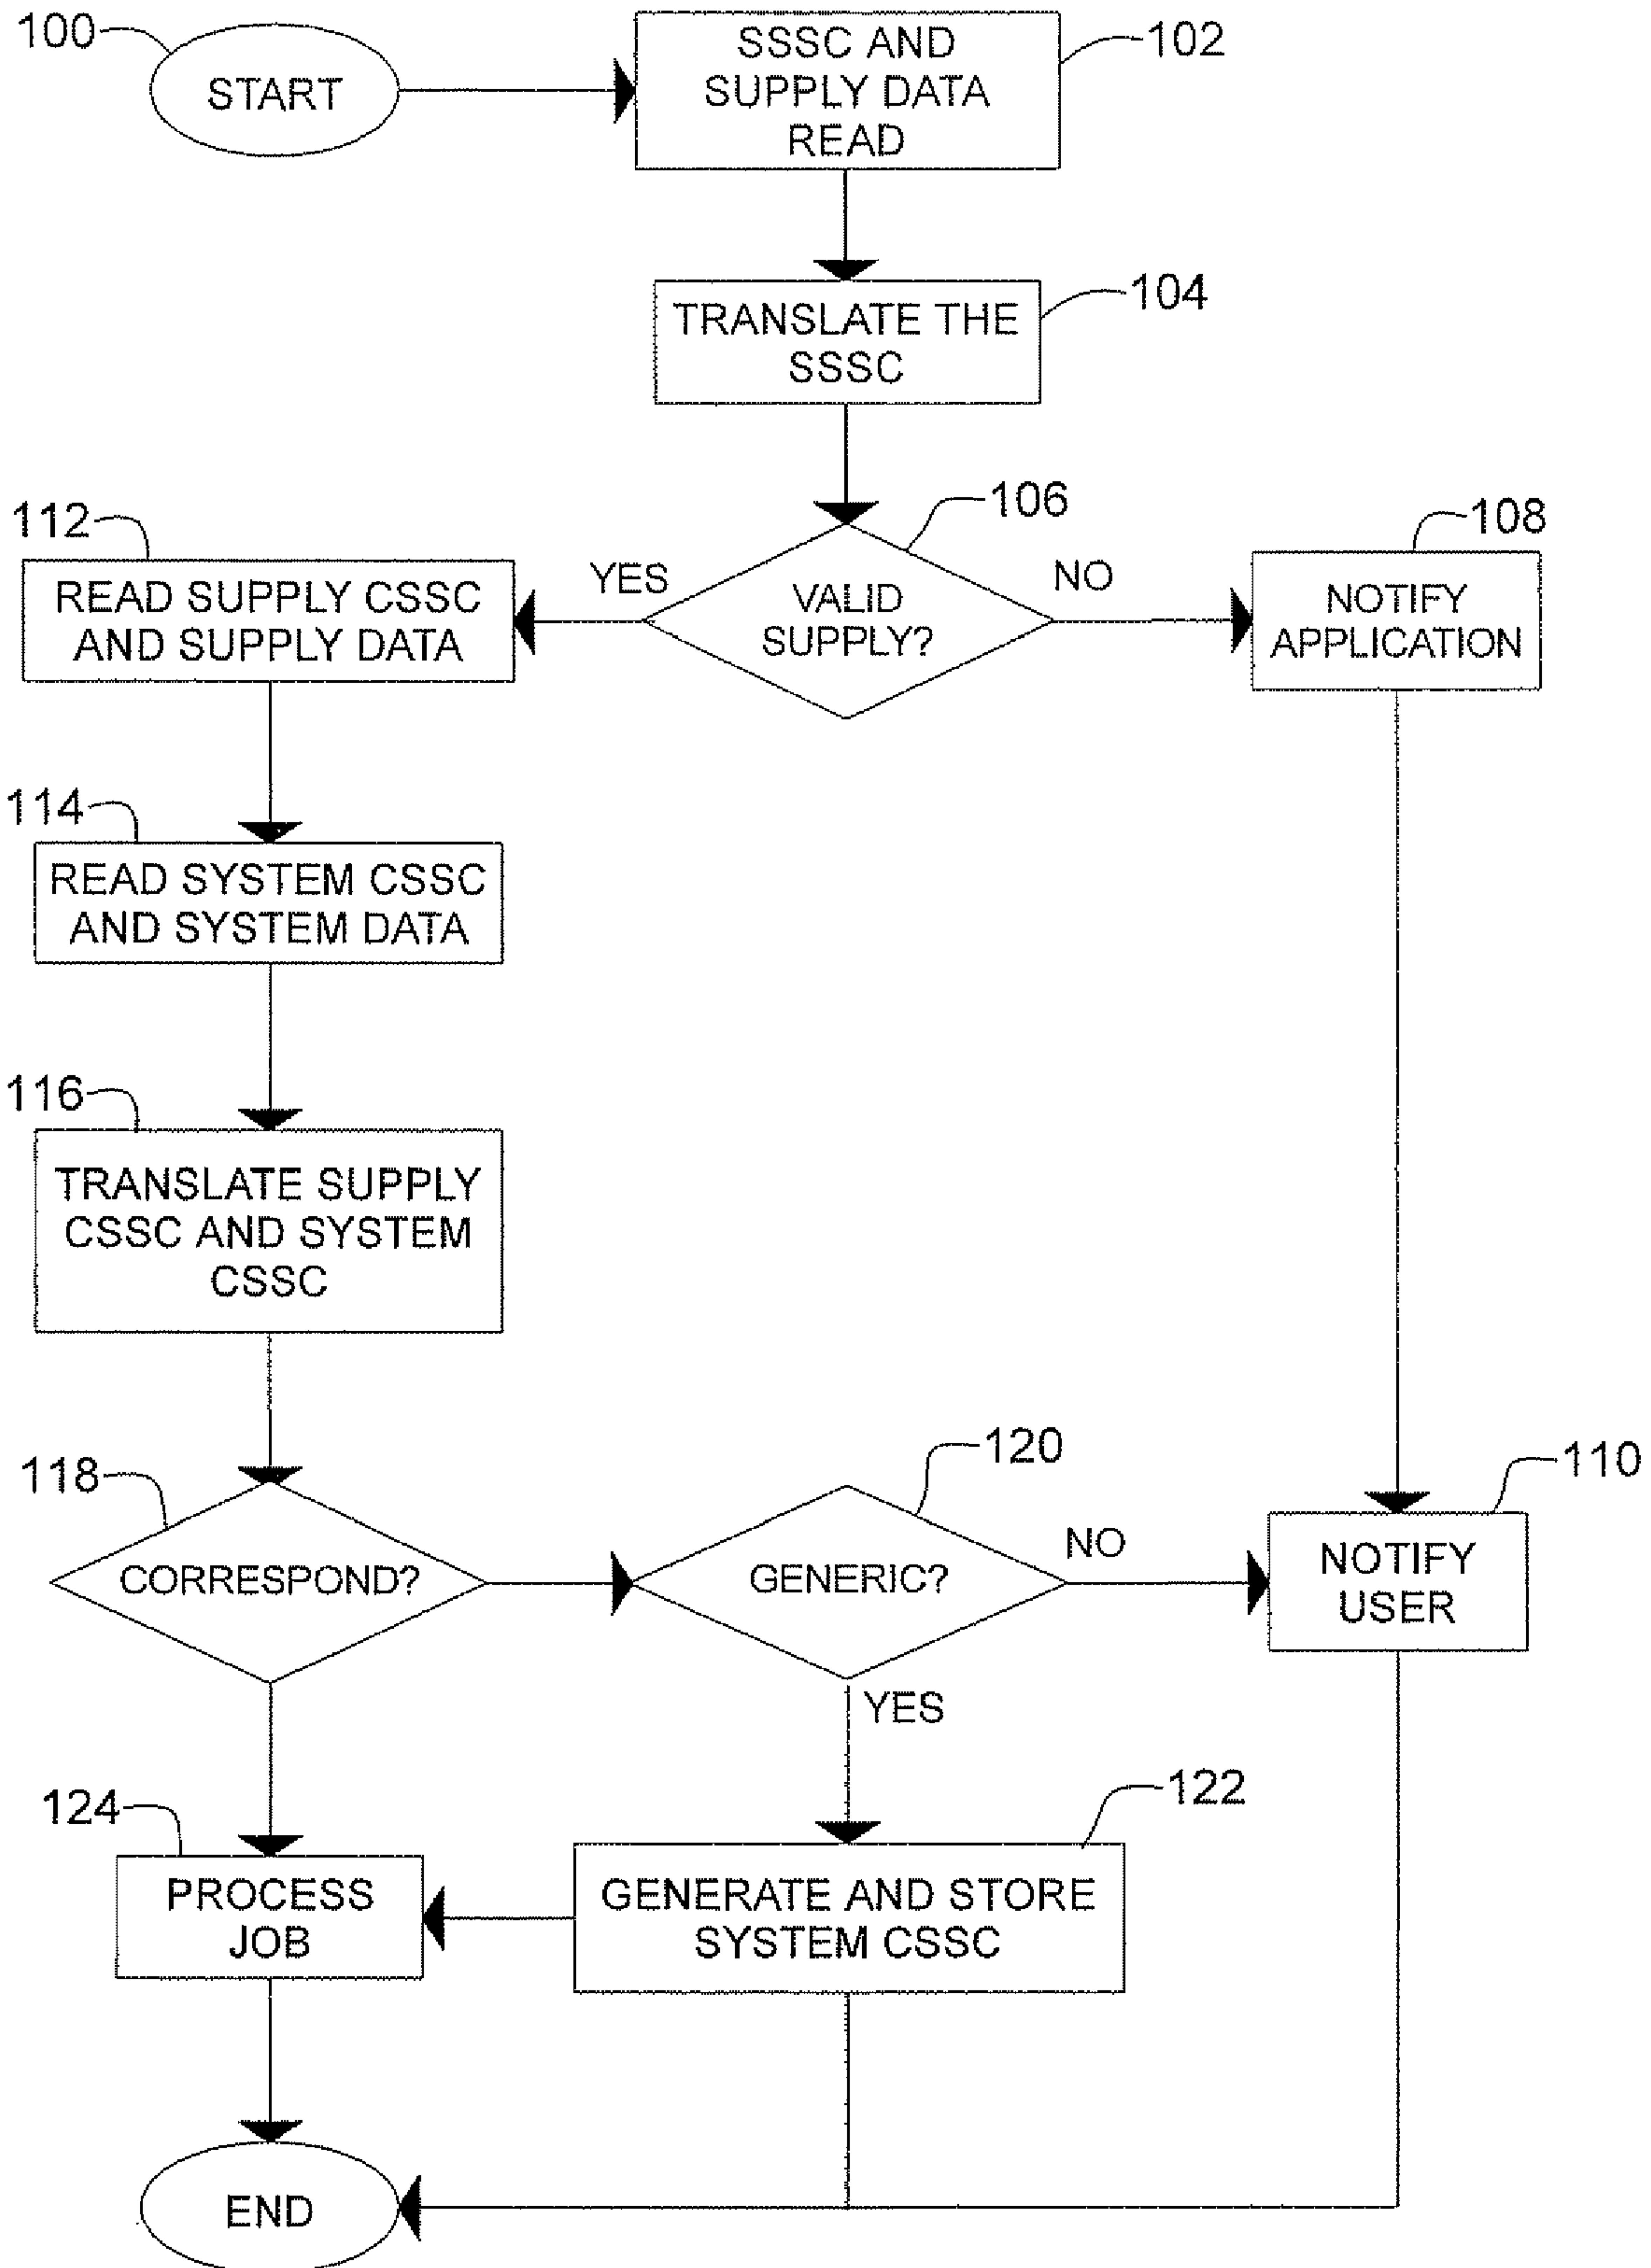 100
START
SSSC AND
SUPPLY DATA
READ
102
TRANSLATE THE
SSSC
104
106
VALID
SUPPLY?
YES
NO
108
NOTIFY
APPLICATION
112
READ SUPPLY CSSC
AND SUPPLY DATA
114
READ SYSTEM CSSC
AND SYSTEM DATA
116
TRANSLATE SUPPLY
CSSC AND SYSTEM
CSSC
118
CORRESPOND?
120
GENERIC?
NO
YES
110
NOTIFY
USER
124
PROCESS
JOB
122
GENERATE AND STORE
SYSTEM CSSC
END